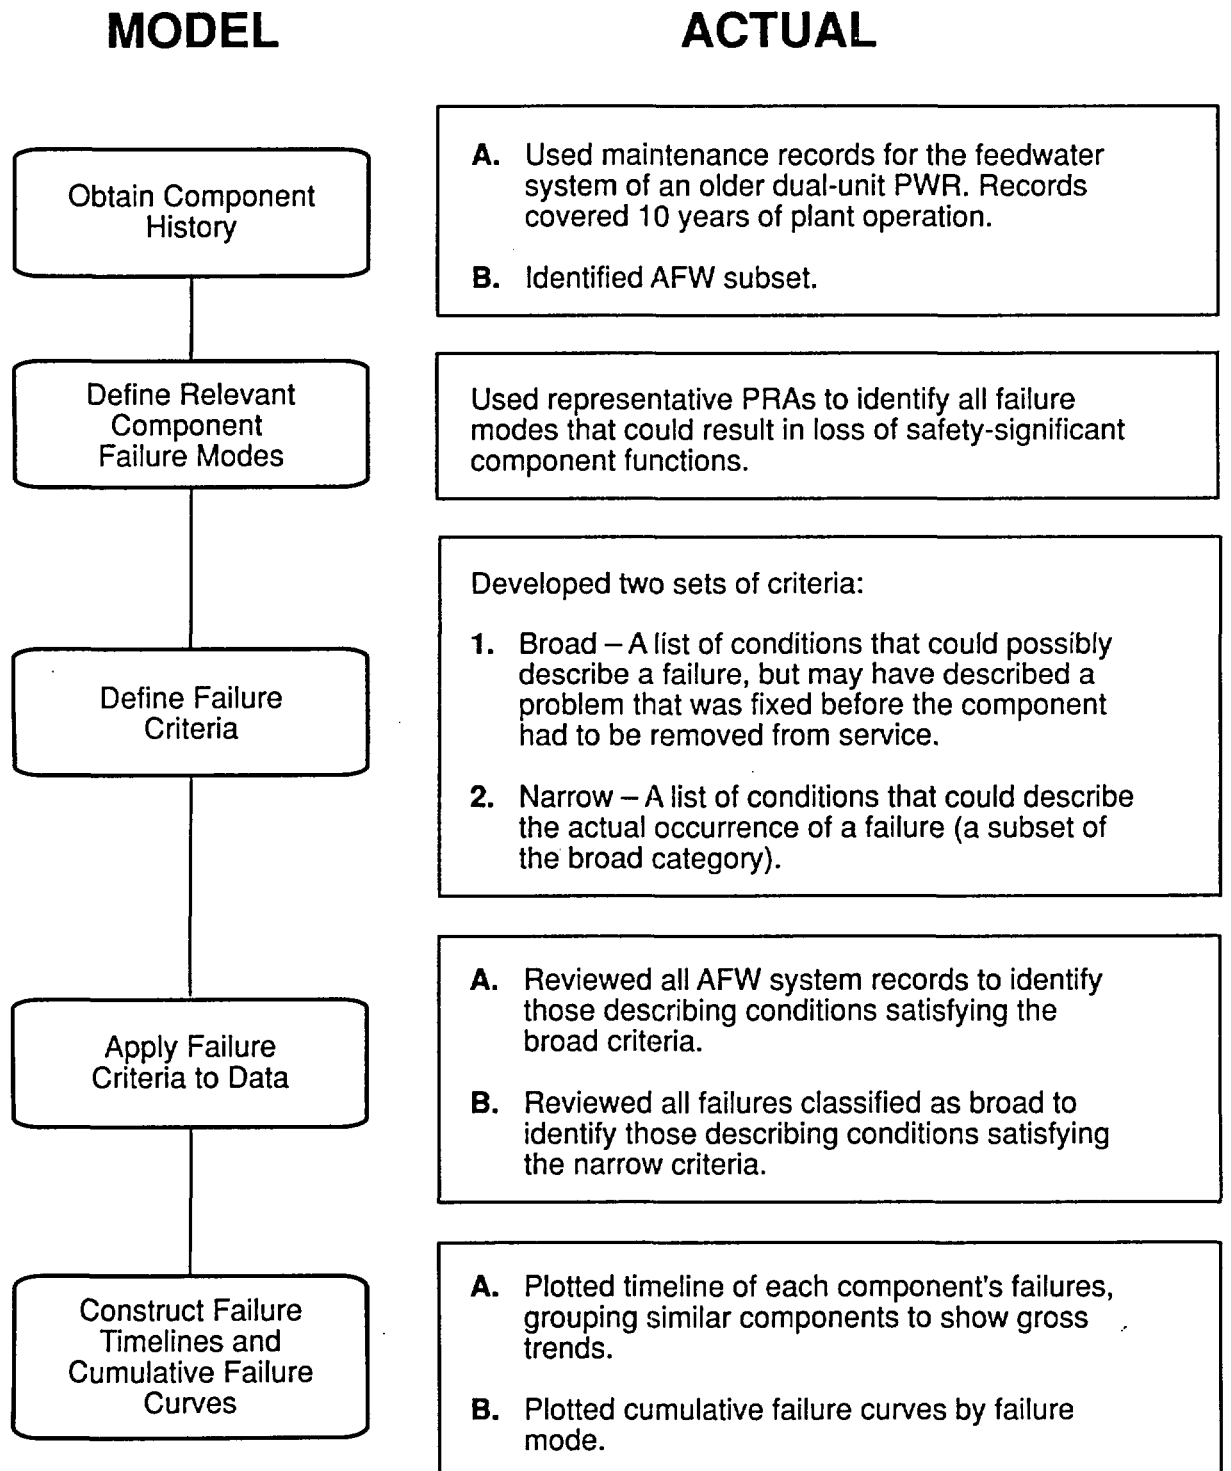 MODEL
ACTUAL
Obtain Component
History
A. Used maintenance records for the feedwater
system of an older dual-unit PWR. Records
covered 10 years of plant operation.
B. Identified AFW subset.
Define Relevant
Component
Failure Modes
Used representative PRAs to identify all failure
modes that could result in loss of safety-significant
component functions.
Define Failure
Criteria
Developed two sets of criteria:
1. Broad – A list of conditions that could possibly
describe a failure, but may have described a
problem that was fixed before the component
had to be removed from service.
2. Narrow – A list of conditions that could describe
the actual occurrence of a failure (a subset of
the broad category).
Apply Failure
Criteria to Data
A. Reviewed all AFW system records to identify
those describing conditions satisfying the
broad criteria.
B. Reviewed all failures classified as broad to
identify those describing conditions satisfying
the narrow criteria.
Construct Failure
Timelines and
Cumulative Failure
Curves
A. Plotted timeline of each component's failures,
grouping similar components to show gross
trends.
B. Plotted cumulative failure curves by failure
mode.